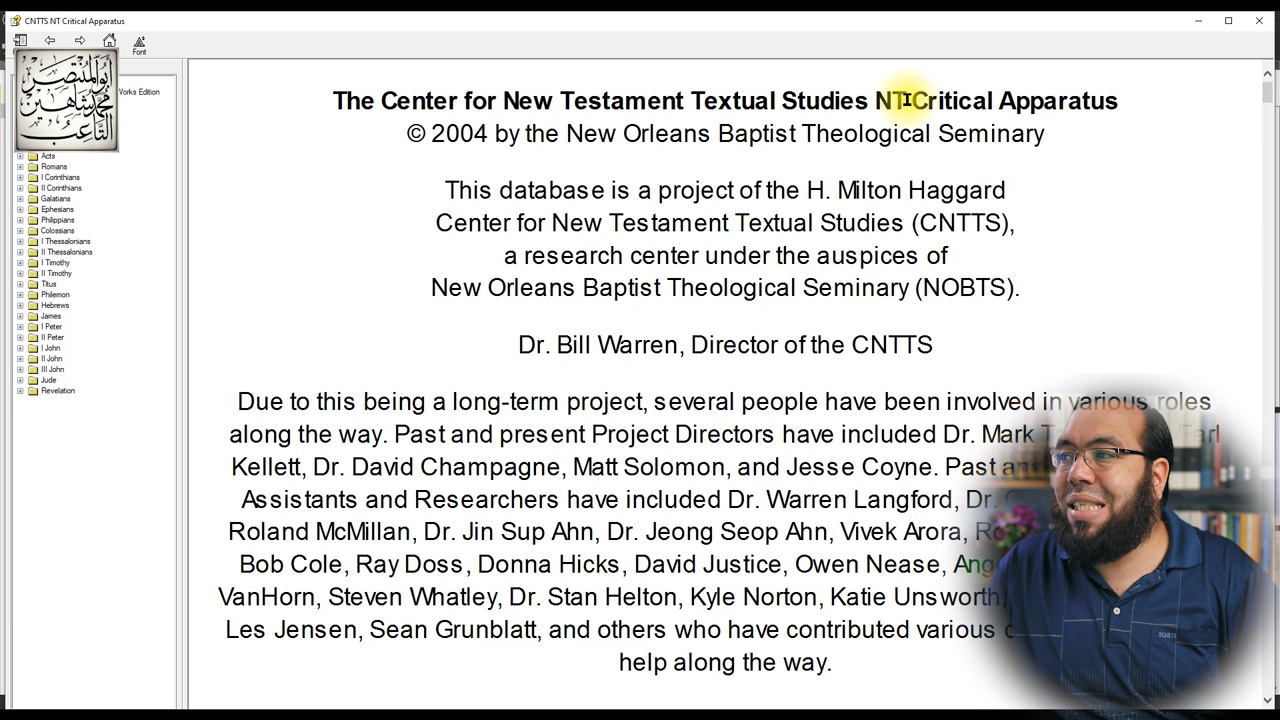 CNTTS NT Critical Apparatus
Font
أبو المنتصر
محمد شاهين
التاعب
Works Edition
Acts
Romans
I Corinthians
II Corinthians
Galatians
Ephesians
Philippians
Colossians
I Thessalonians
II Thessalonians
I Timothy
II Timothy
Titus
Philemon
Hebrews
James
I Peter
II Peter
I John
II John
III John
Jude
Revelation
The Center for New Testament Textual Studies NT Critical Apparatus
© 2004 by the New Orleans Baptist Theological Seminary
This database is a project of the H. Milton Haggard
Center for New Testament Textual Studies (CNTTS),
a research center under the auspices of
New Orleans Baptist Theological Seminary (NOBTS).
Dr. Bill Warren, Director of the CNTTS
Due to this being a long-term project, several people have been involved in various roles
along the way. Past and present Project Directors have included Dr. Mark
Kellett, Dr. David Champagne, Matt Solomon, and Jesse Coyne. Past
Assistants and Researchers have included Dr. Warren Langford, Dr.
Roland McMillan, Dr. Jin Sup Ahn, Dr. Jeong Seop Ahn, Vivek Arora,
Bob Cole, Ray Doss, Donna Hicks, David Justice, Owen Nease,
VanHorn, Steven Whatley, Dr. Stan Helton, Kyle Norton, Katie Unsworth,
Les Jensen, Sean Grunblatt, and others who have contributed various
help along the way.